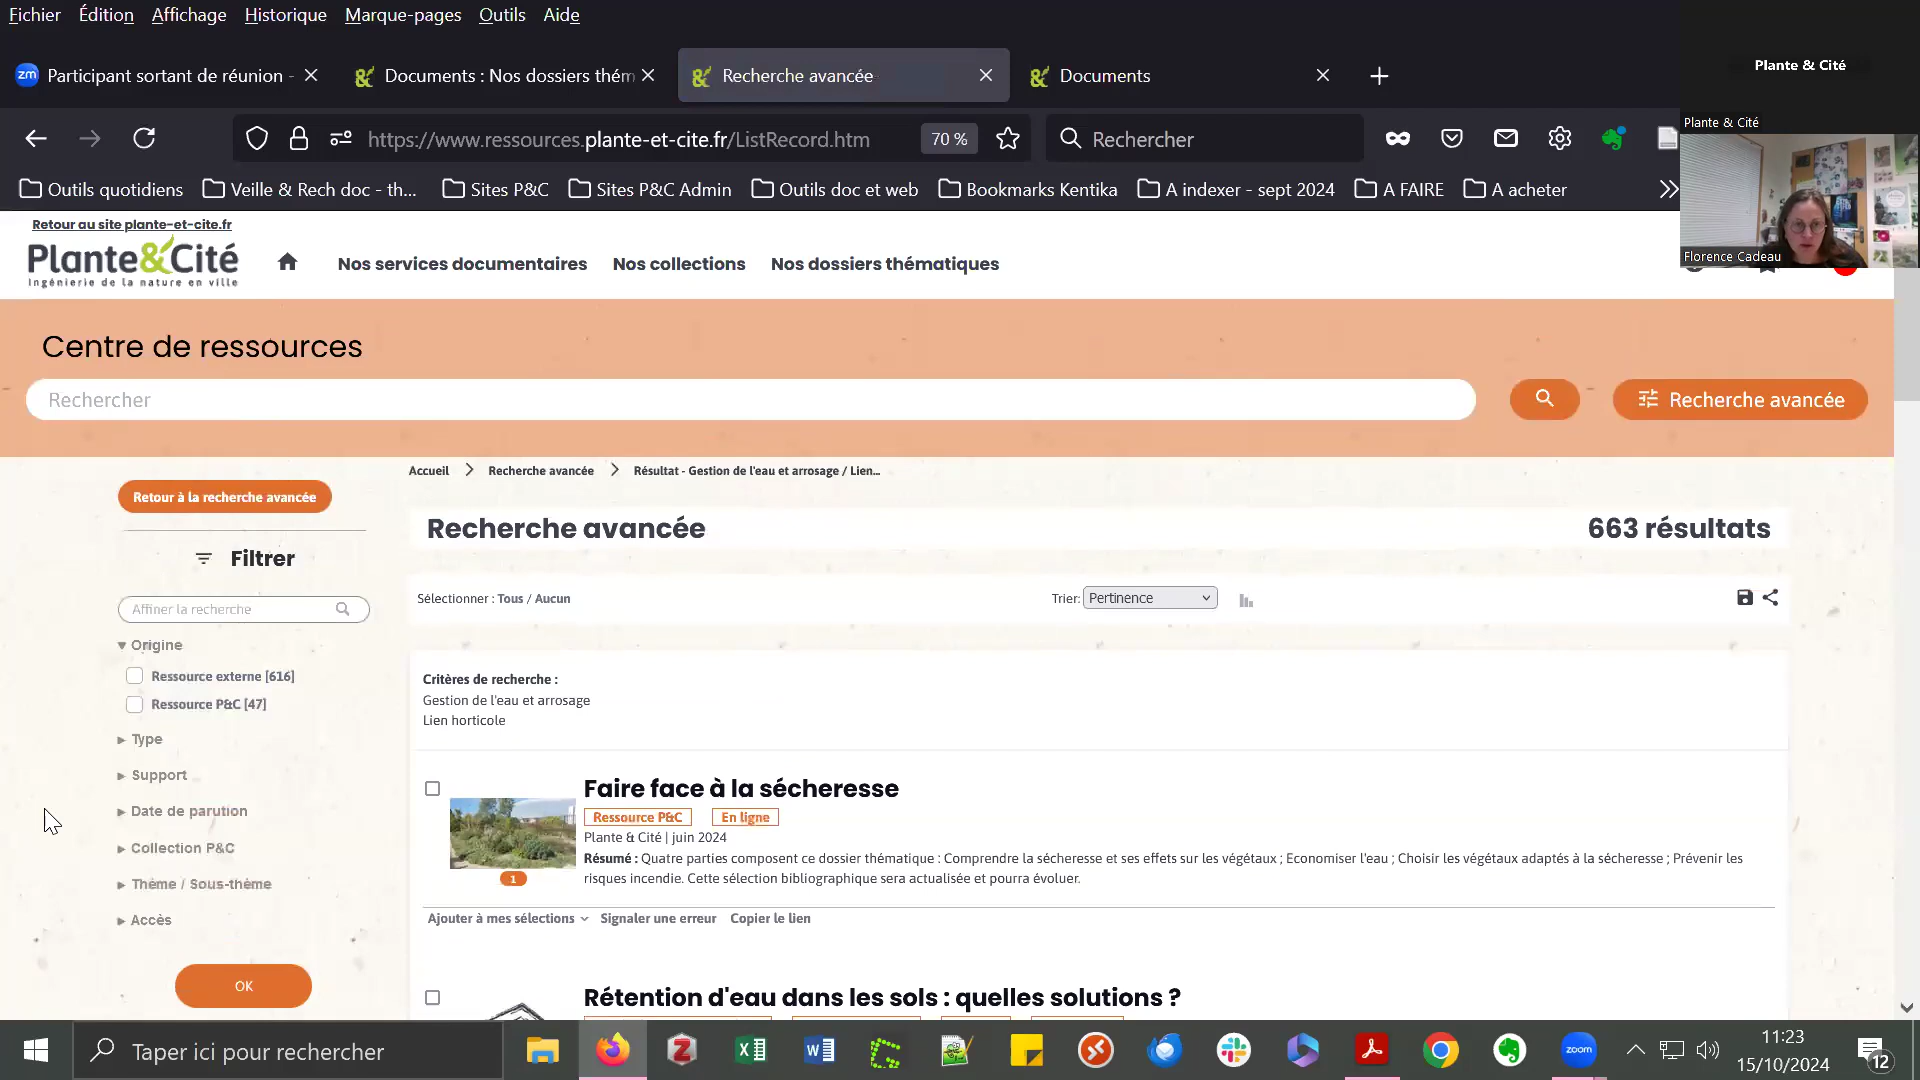 Fichier Édition Affichage Historique Marque-pages Outils Aide
zm Participant sortant de réunion - Documents : Nos dossiers thém Recherche avancée Documents
Plante & Cité
https://www.ressources.plante-et-cite.fr/ListRecord.htm 70 % Rechercher
Plante & Cité
Outils quotidiens Veille & Rech doc - th... Sites P&C Sites P&C Admin Outils doc et web Bookmarks Kentika A indexer - sept 2024 A FAIRE A acheter
Florence Cadeau
Retour au site plante-et-cite.fr
Plante&Cité
Ingénierie de la nature en ville
Nos services documentaires Nos collections Nos dossiers thématiques
Centre de ressources
Rechercher
Recherche avancée
Accueil Recherche avancée Résultat - Gestion de l'eau et arrosage / Lien...
Retour à la recherche avancée
Recherche avancée 663 résultats
Filtrer
Sélectionner : Tous / Aucun Trier: Pertinence
Affiner la recherche
Origine
Ressource externe [616]
Ressource P&C [47]
Type
Support
Date de parution
Collection P&C
Thème / Sous-thème
Accès
OK
Critères de recherche :
Gestion de l'eau et arrosage
Lien horticole
Faire face à la sécheresse
Ressource P&C En ligne
Plante & Cité | juin 2024
Résumé : Quatre parties composent ce dossier thématique : Comprendre la sécheresse et ses effets sur les végétaux ; Economiser l'eau ; Choisir les végétaux adaptés à la sécheresse ; Prévenir les
risques incendie. Cette sélection bibliographique sera actualisée et pourra évoluer.
1
Ajouter à mes sélections Signaler une erreur Copier le lien
Rétention d'eau dans les sols : quelles solutions ?
Taper ici pour rechercher
zoom
11:23
15/10/2024
12